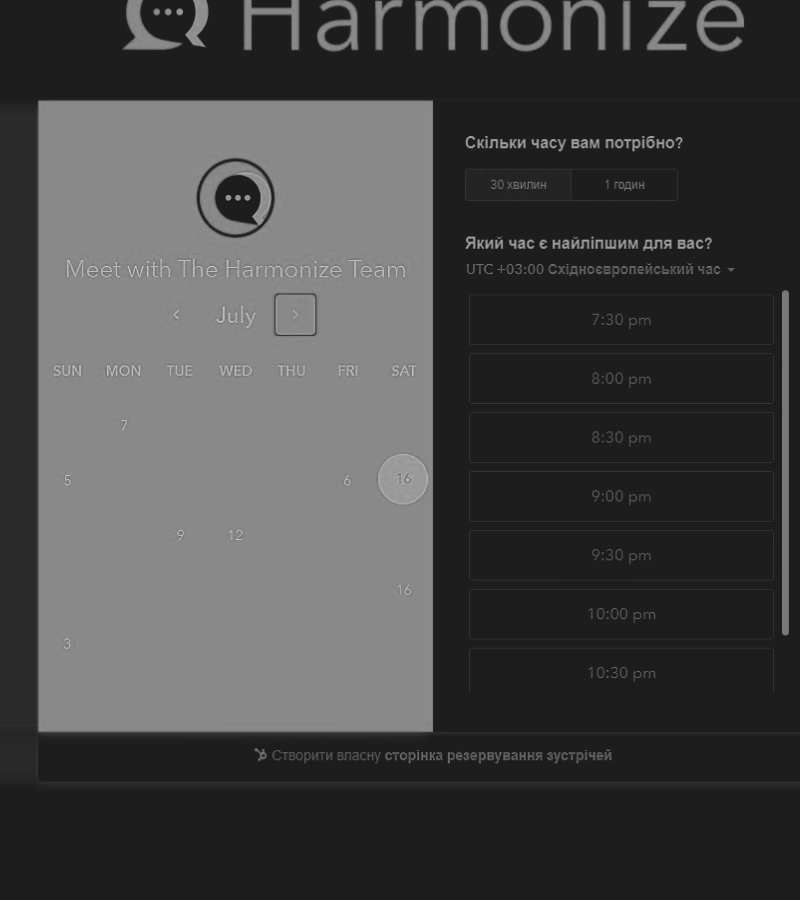 Harmonize
Meet with The Harmonize Team
July
SUN MON TUE WED THU FRI SAT
7
5 6 16
9 12
16
3
Скільки часу вам потрібно?
30 хвилин 1 годин
Який час є найліпшим для вас?
UTC +03:00 Східноєвропейський час
7:30 pm
8:00 pm
8:30 pm
9:00 pm
9:30 pm
10:00 pm
10:30 pm
Створити власну сторінка резервування зустрічей